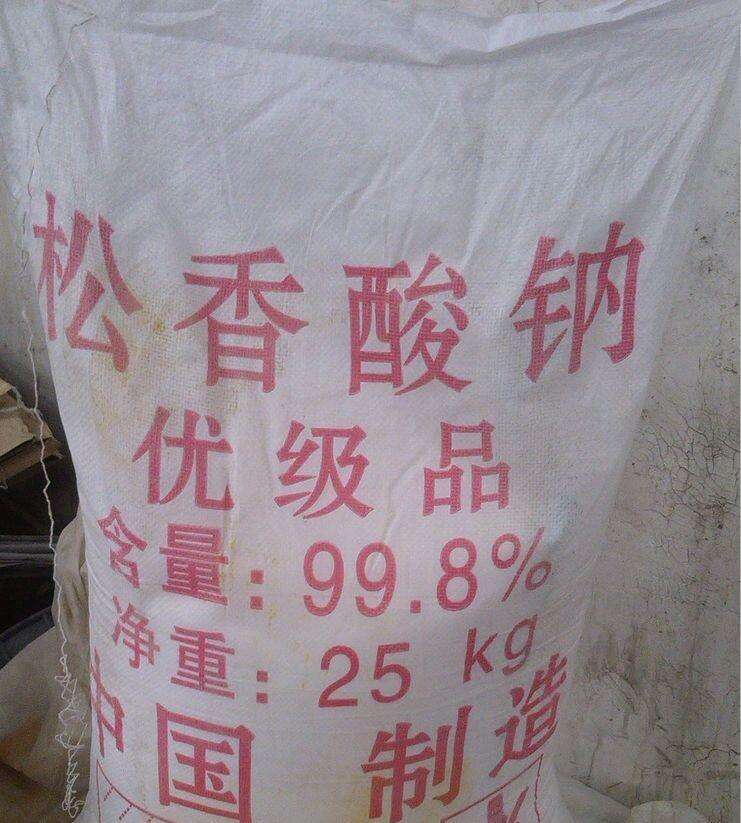 松香酸钠
优级品
含量:99.8%
净重:25 kg
中国 制造